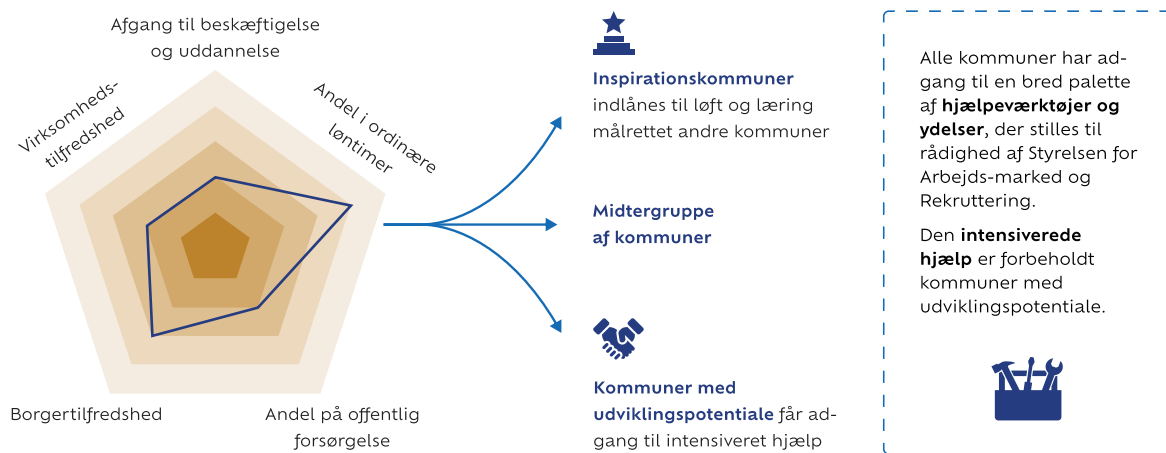 Afgang til beskæftigelse
og uddannelse
Virksomheds-
tilfredshed
Andel i ordinære
løntimer
Borgertilfredshed
Andel på offentlig
forsørgelse
Inspirationskommuner
indlånes til løft og læring
målrettet andre kommuner
Midtergruppe
af kommuner
Kommuner med
udviklingspotentiale får ad-
gang til intensiveret hjælp
Alle kommuner har ad-
gang til en bred palette
af hjælpeværktøjer og
ydelser, der stilles til
rådighed af Styrelsen for
Arbejds-marked og
Rekruttering.
Den intensiverede
hjælp er forbeholdt
kommuner med
udviklingspotentiale.